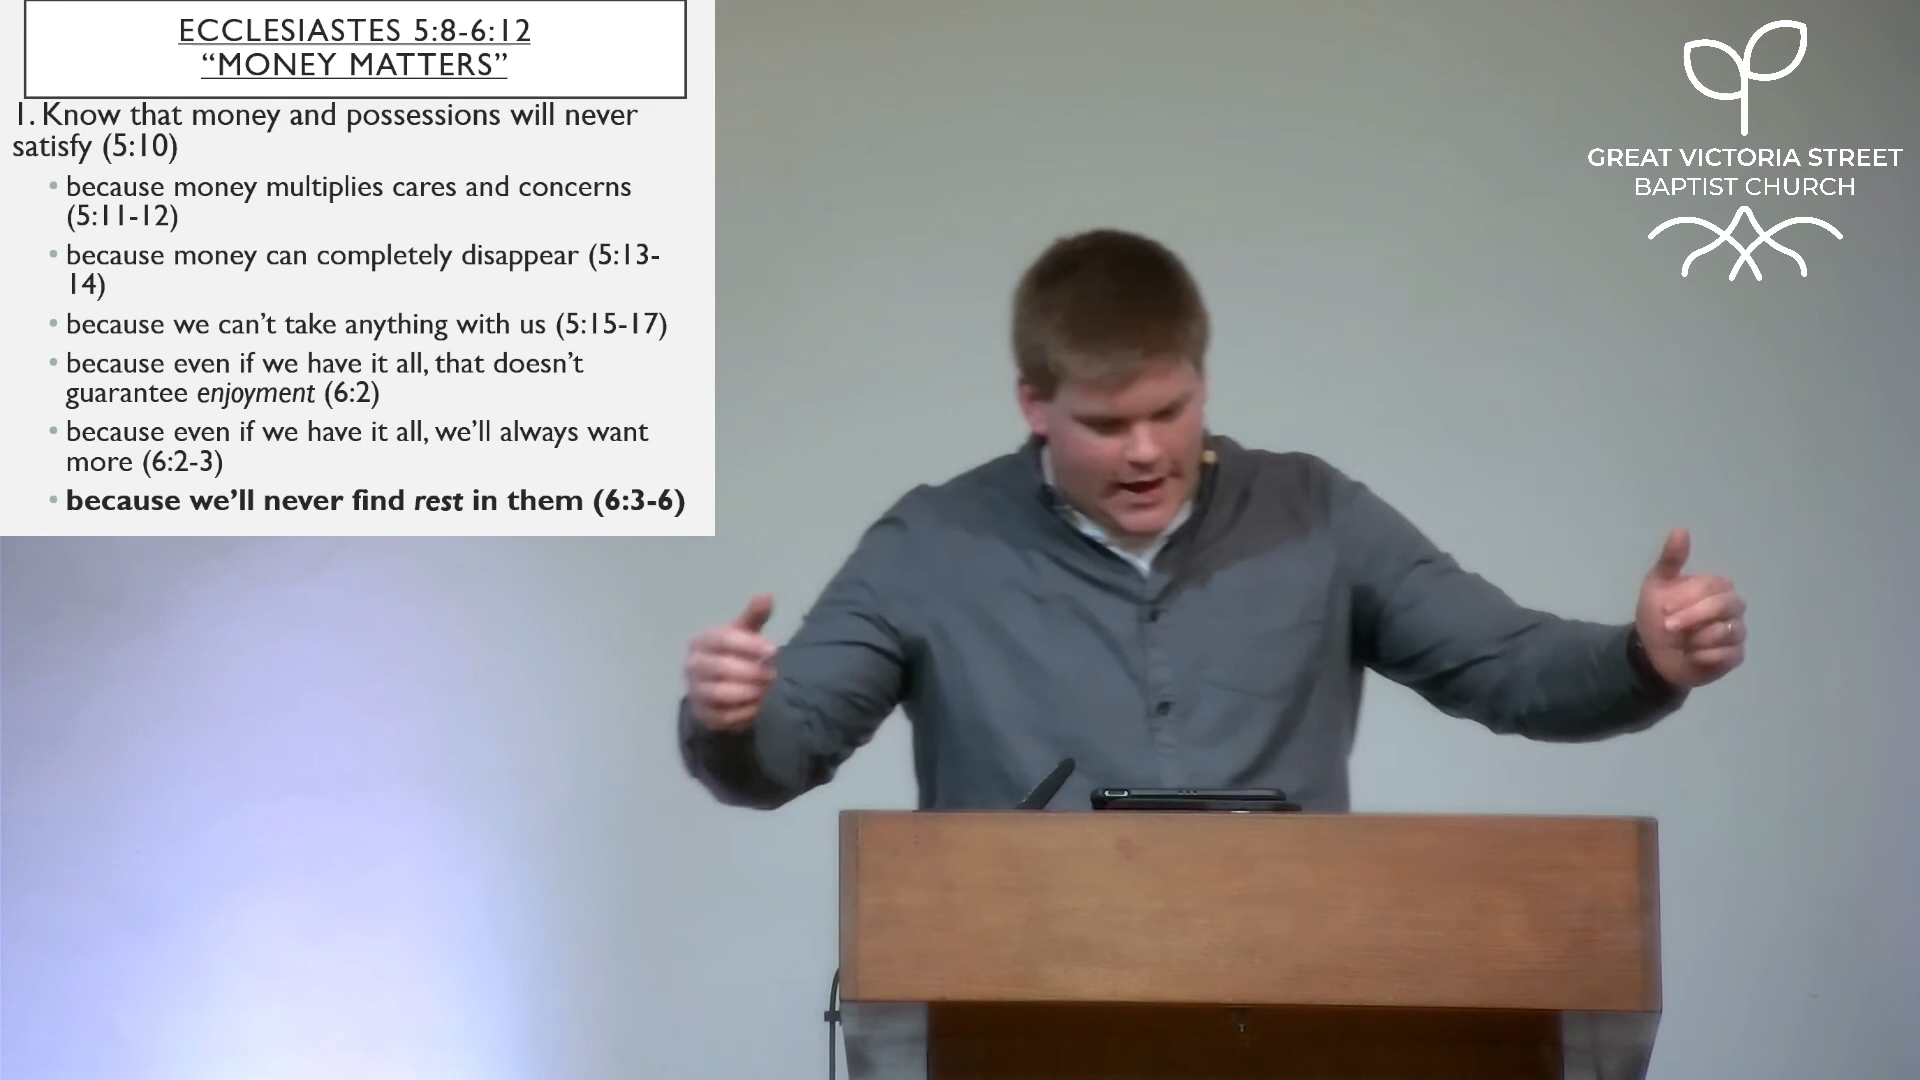 ECCLESIASTES 5:8-6:12
“MONEY MATTERS”
1. Know that money and possessions will never
satisfy (5:10)
• because money multiplies cares and concerns
(5:11-12)
• because money can completely disappear (5:13-
14)
• because we can’t take anything with us (5:15-17)
• because even if we have it all, that doesn’t
guarantee enjoyment (6:2)
• because even if we have it all, we’ll always want
more (6:2-3)
• because we’ll never find rest in them (6:3-6)
GREAT VICTORIA STREET
BAPTIST CHURCH